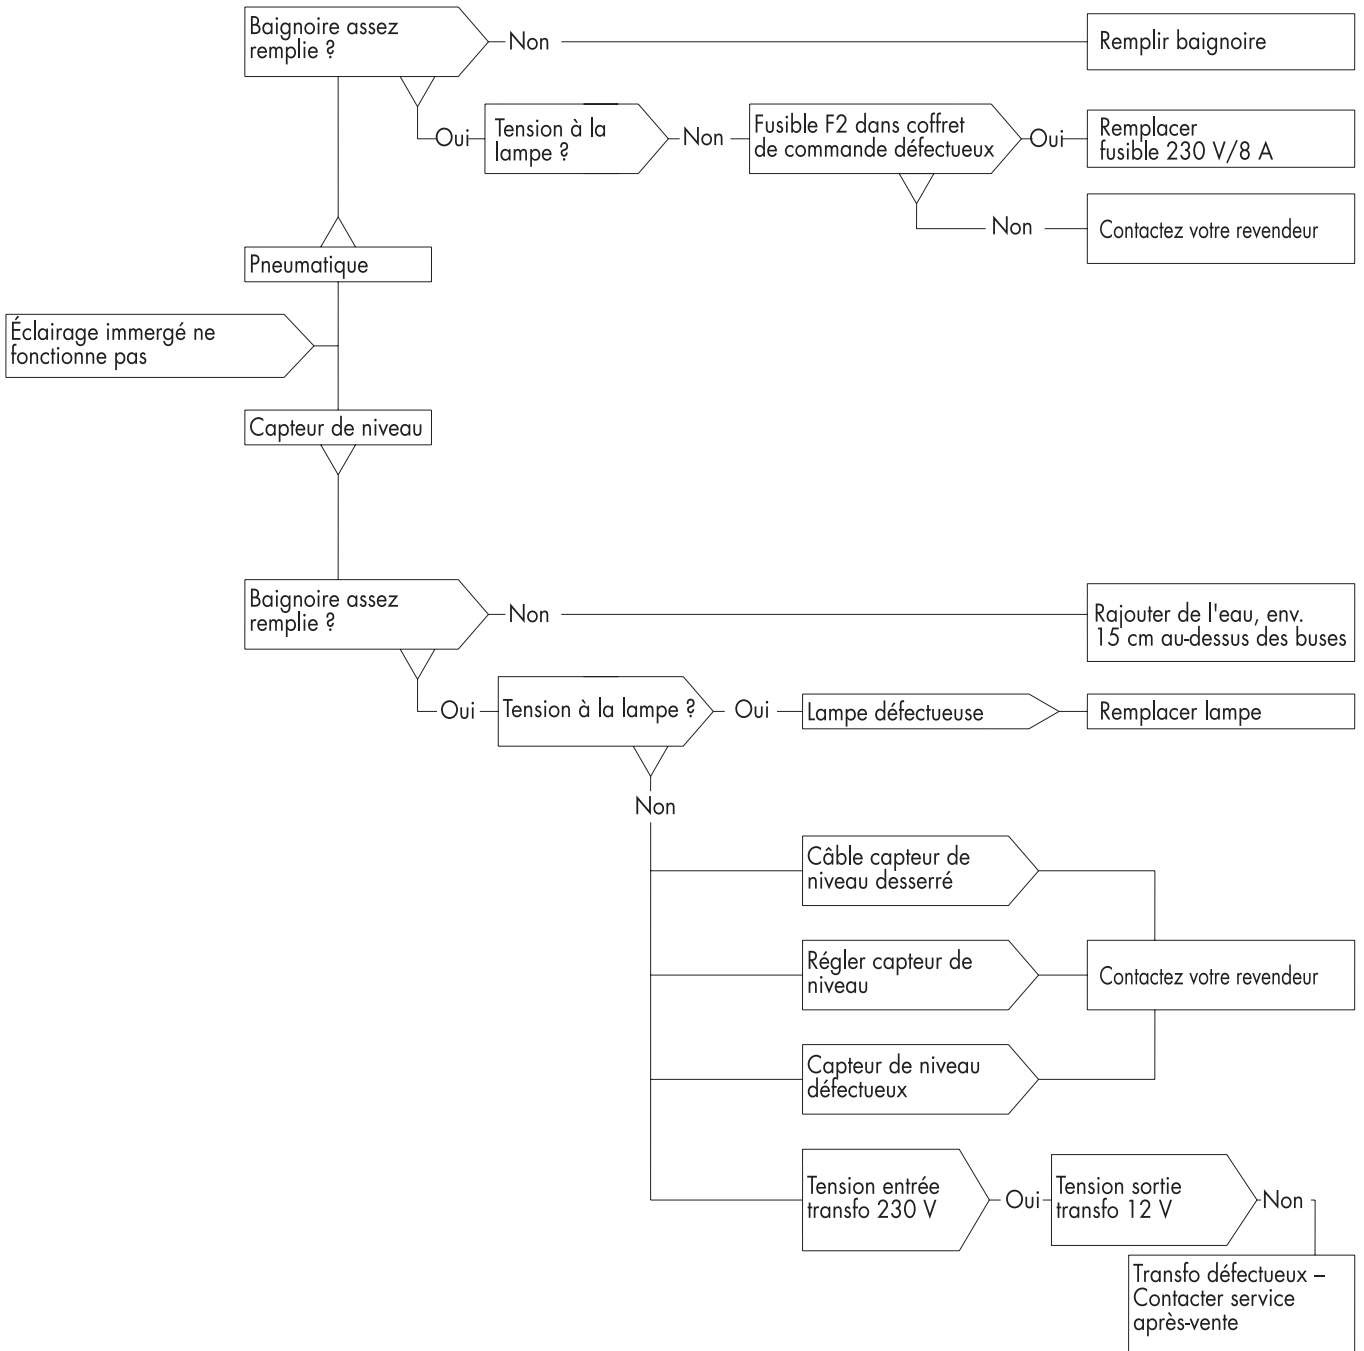 Baignoire assez
remplie ?
Non
Remplir baignoire
Oui
Tension à la
lampe ?
Non
Fusible F2 dans coffret
de commande défectueux
Oui
Remplacer
fusible 230 V/8 A
Non
Contactez votre revendeur
Pneumatique
Éclairage immergé ne
fonctionne pas
Capteur de niveau
Baignoire assez
remplie ?
Non
Rajouter de l'eau, env.
15 cm au-dessus des buses
Oui
Tension à la lampe ?
Oui
Lampe défectueuse
Remplacer lampe
Non
Câble capteur de
niveau desserré
Régler capteur de
niveau
Contactez votre revendeur
Capteur de niveau
défectueux
Tension entrée
transfo 230 V
Oui
Tension sortie
transfo 12 V
Non
Transfo défectueux –
Contacter service
après-vente